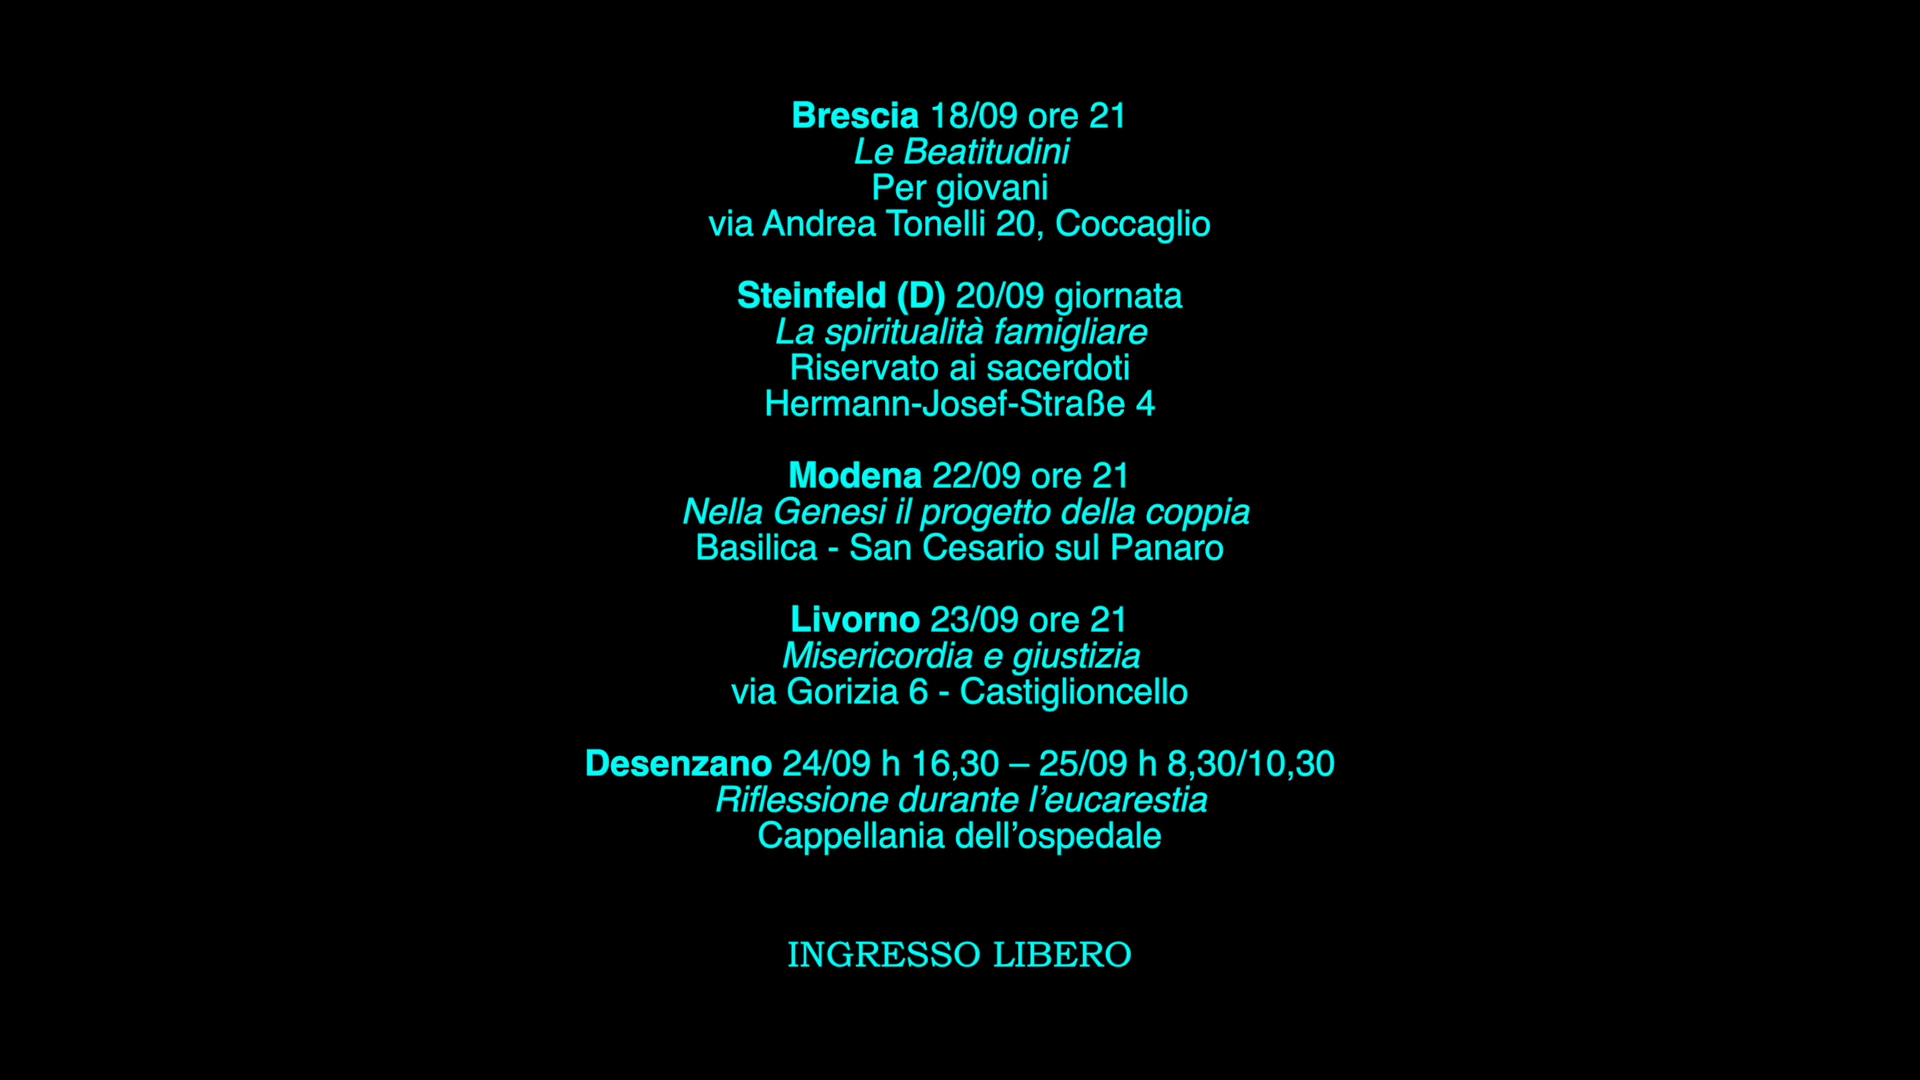 Brescia 18/09 ore 21
Le Beatitudini
Per giovani
via Andrea Tonelli 20, Coccaglio
Steinfeld (D) 20/09 giornata
La spiritualità famigliare
Riservato ai sacerdoti
Hermann-Josef-Straße 4
Modena 22/09 ore 21
Nella Genesi il progetto della coppia
Basilica - San Cesario sul Panaro
Livorno 23/09 ore 21
Misericordia e giustizia
via Gorizia 6 - Castiglioncello
Desenzano 24/09 h 16,30 – 25/09 h 8,30/10,30
Riflessione durante l’eucarestia
Cappellania dell’ospedale
INGRESSO LIBERO